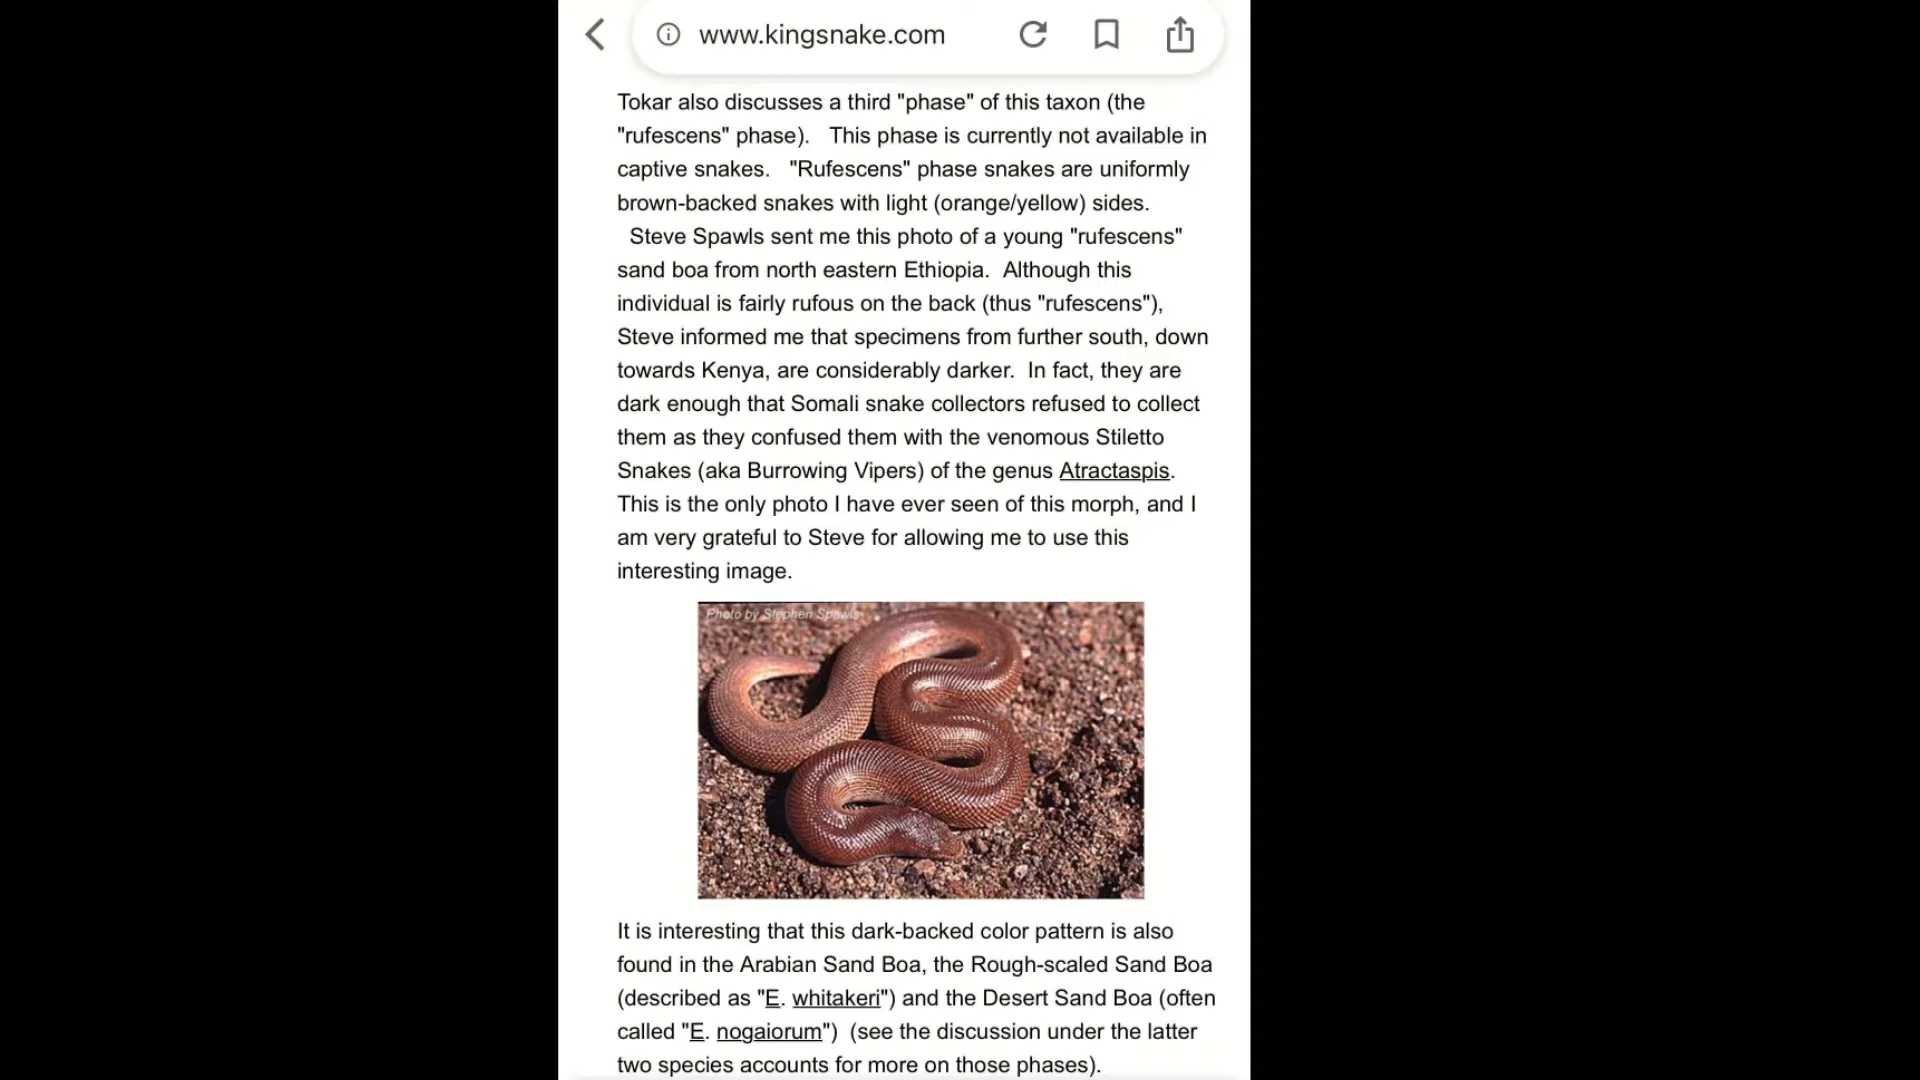 www.kingsnake.com
Tokar also discusses a third "phase" of this taxon (the
"rufescens" phase). This phase is currently not available in
captive snakes. "Rufescens" phase snakes are uniformly
brown-backed snakes with light (orange/yellow) sides.
Steve Spawls sent me this photo of a young "rufescens"
sand boa from north eastern Ethiopia. Although this
individual is fairly rufous on the back (thus "rufescens"),
Steve informed me that specimens from further south, down
towards Kenya, are considerably darker. In fact, they are
dark enough that Somali snake collectors refused to collect
them as they confused them with the venomous Stiletto
Snakes (aka Burrowing Vipers) of the genus Atractaspis.
This is the only photo I have ever seen of this morph, and I
am very grateful to Steve for allowing me to use this
interesting image.
Photo by Stephen Spawls
It is interesting that this dark-backed color pattern is also
found in the Arabian Sand Boa, the Rough-scaled Sand Boa
(described as "E. whitakeri") and the Desert Sand Boa (often
called "E. nogaiorum") (see the discussion under the latter
two species accounts for more on those phases).